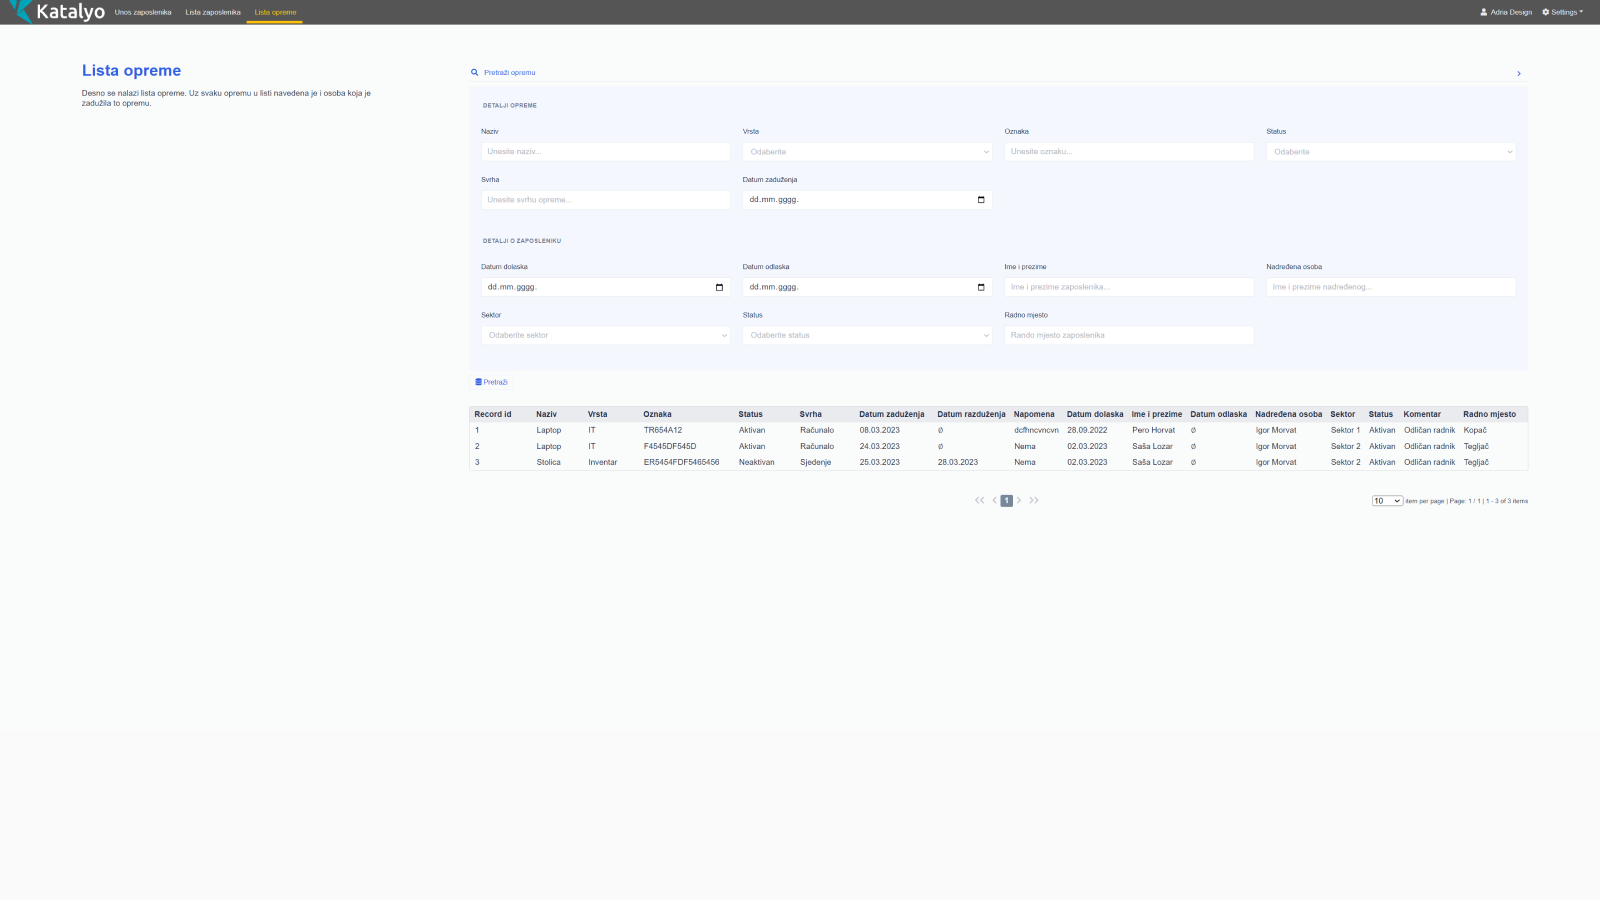 Katalyo Unos zaposlenika Lista zaposlenika Lista opreme Adria Design Settings
Lista opreme
Desno se nalazi lista opreme. Uz svaku opremu u listi navedena je i osoba koja je
zadužila to opremu.
Pretraži opremu
DETALJI OPREME
Naziv Vrsta Oznaka Status
Unesite naziv... Odaberite Unesite oznaku... Odaberite
Svrha Datum zaduženja
Unesite svrhu opreme... dd.mm.gggg.
DETALJI O ZAPOSLENIKU
Datum dolaska Datum odlaska Ime i prezime Nadređena osoba
dd.mm.gggg. dd.mm.gggg. Ime i prezime zaposlenika... Ime i prezime nadređenog...
Sektor Status Radno mjesto
Odaberite sektor Odaberite status Rando mjesto zaposlenika
Pretraži
Record id Naziv Vrsta Oznaka Status Svrha Datum zaduženja Datum razduženja Napomena Datum dolaska Ime i prezime Datum odlaska Nadređena osoba Sektor Status Komentar Radno mjesto
1 Laptop IT TR654A12 Aktivan Računalo 08.03.2023 Ø dcfhncvncvn 28.09.2022 Pero Horvat Ø Igor Morvat Sektor 1 Aktivan Odličan radnik Kopač
2 Laptop IT F4545DF545D Aktivan Računalo 24.03.2023 Ø Nema 02.03.2023 Saša Lozar Ø Igor Morvat Sektor 2 Aktivan Odličan radnik Tegljač
3 Stolica Inventar ER5454FDF5465456 Neaktivan Sjedenje 25.03.2023 28.03.2023 Nema 02.03.2023 Saša Lozar Ø Igor Morvat Sektor 2 Aktivan Odličan radnik Tegljač
<< < 1 > >> 10 item per page | Page: 1 / 1 | 1 - 3 of 3 items